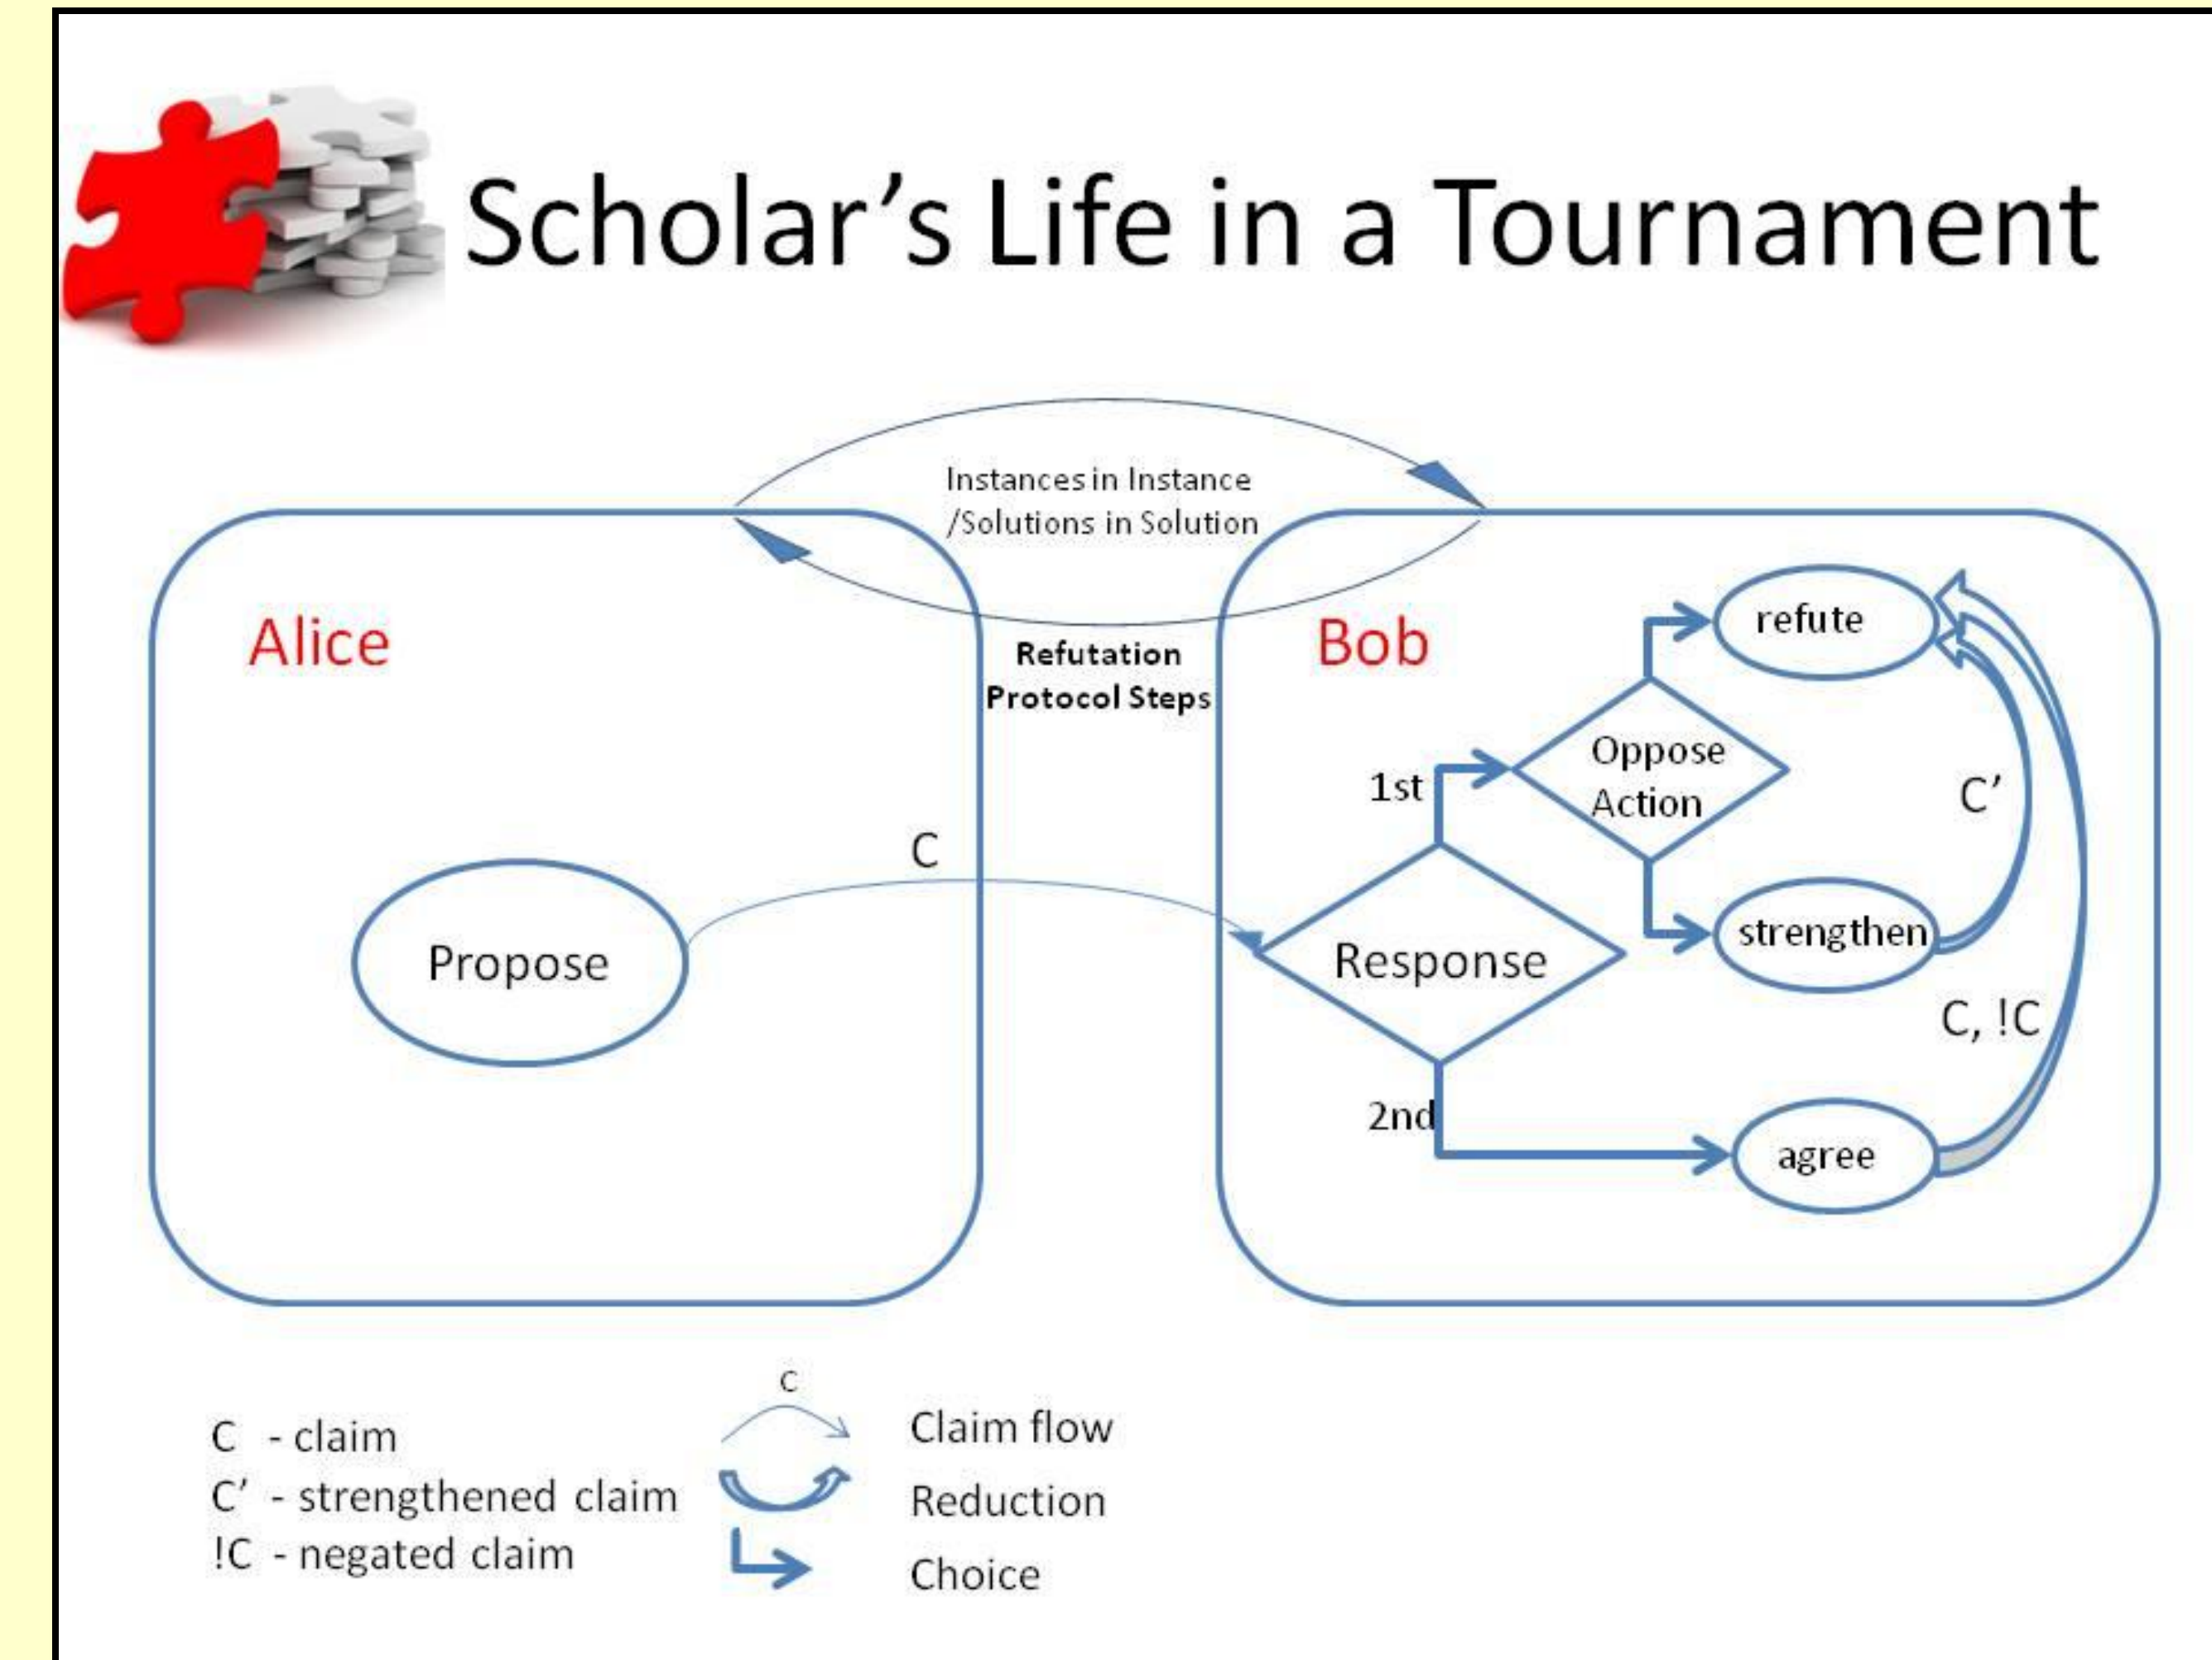 Scholar’s Life in a Tournament
Instances in Instance
/Solutions in Solution
Alice
Refutation
Protocol Steps
Bob
refute
Oppose
Action
1st
C’
C
strengthen
Propose
Response
C, !C
2nd
agree
C - claim
C’ - strengthened claim
!C - negated claim
c
Claim flow
Reduction
Choice